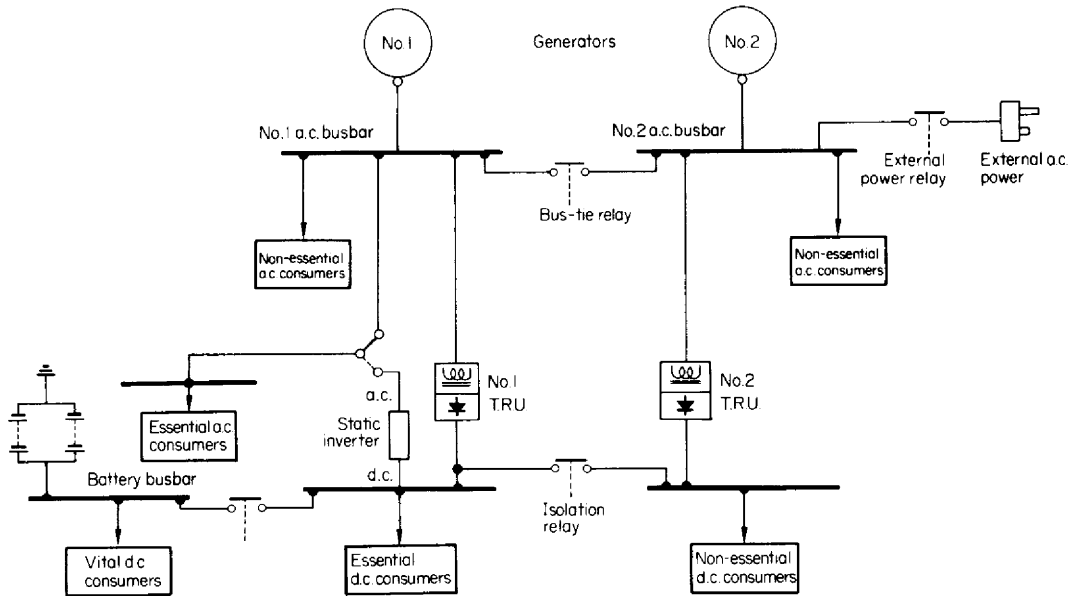 No.1
Generators
No.2
No.1 a.c. busbar
No.2 a.c. busbar
Bus-tie relay
External
power relay
External a.c.
power
Non-essential
a.c. consumers
Non-essential
a.c. consumers
No.1
T.R.U
No.2
T.R.U.
a.c.
Static
inverter
d.c.
Essential a.c
consumers
Battery busbar
Isolation
relay
Vital d.c
consumers
Essential
d.c. consumers
Non-essential
d.c. consumers